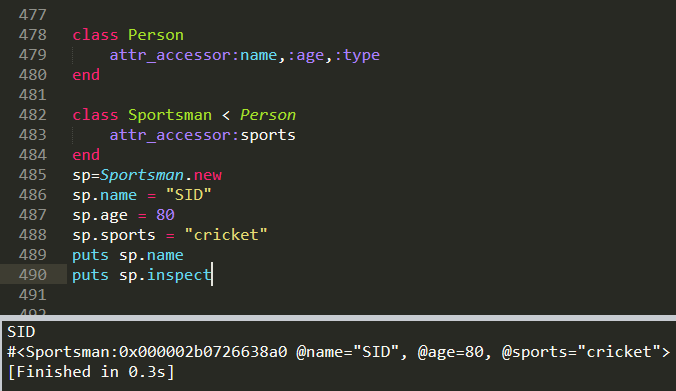 477
478 class Person
479     attr_accessor:name,:age,:type
480 end
481
482 class Sportsman < Person
483     attr_accessor:sports
484 end
485 sp=Sportsman.new
486 sp.name = "SID"
487 sp.age = 80
488 sp.sports = "cricket"
489 puts sp.name
490 puts sp.inspect
491
492
SID
#<Sportsman:0x000002b0726638a0 @name="SID", @age=80, @sports="cricket">
[Finished in 0.3s]